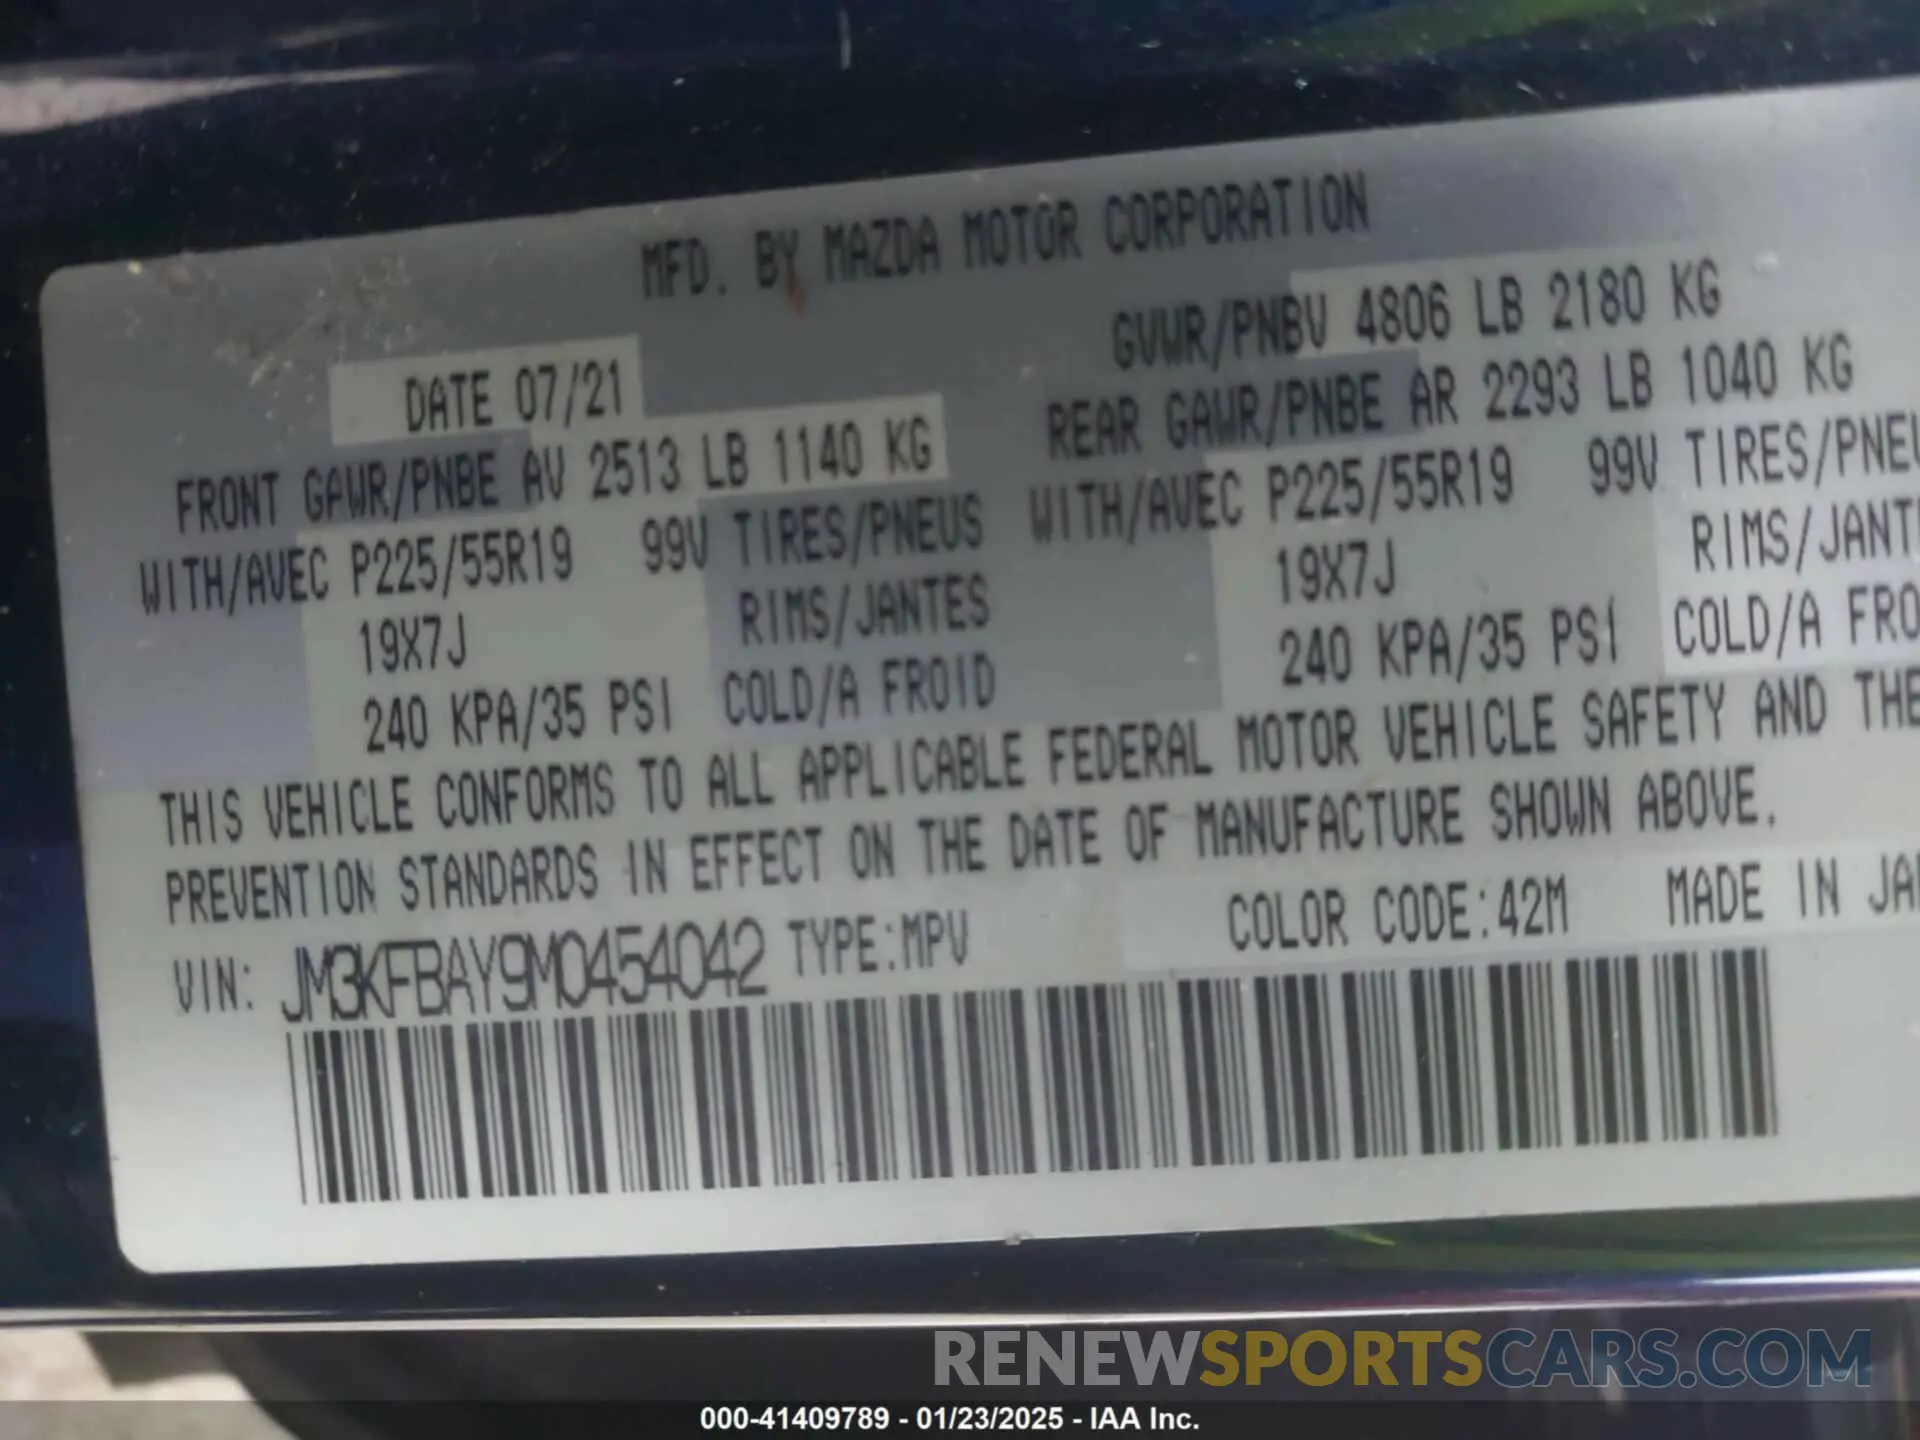 MFD. BY MAZDA MOTOR CORPORATION
DATE 07/21 GVWR/PNBV 4806 LB 2180 KG
FRONT GAWR/PNBE AV 2513 LB 1140 KG REAR GAWR/PNBE AR 2293 LB 1040 KG
WITH/AVEC P225/55R19 99V TIRES/PNEUS WITH/AVEC P225/55R19 99V TIRES/PNEU
19X7J RIMS/JANTES 19X7J RIMS/JANT
240 KPA/35 PSI COLD/A FROID 240 KPA/35 PSI COLD/A FRO
THIS VEHICLE CONFORMS TO ALL APPLICABLE FEDERAL MOTOR VEHICLE SAFETY AND THE
PREVENTION STANDARDS IN EFFECT ON THE DATE OF MANUFACTURE SHOWN ABOVE.
VIN: JM3KFBAY9M0454042 TYPE:MPV COLOR CODE:42M MADE IN JA
RENEWSPORTSCARS.COM
000-41409789 - 01/23/2025 - IAA Inc.